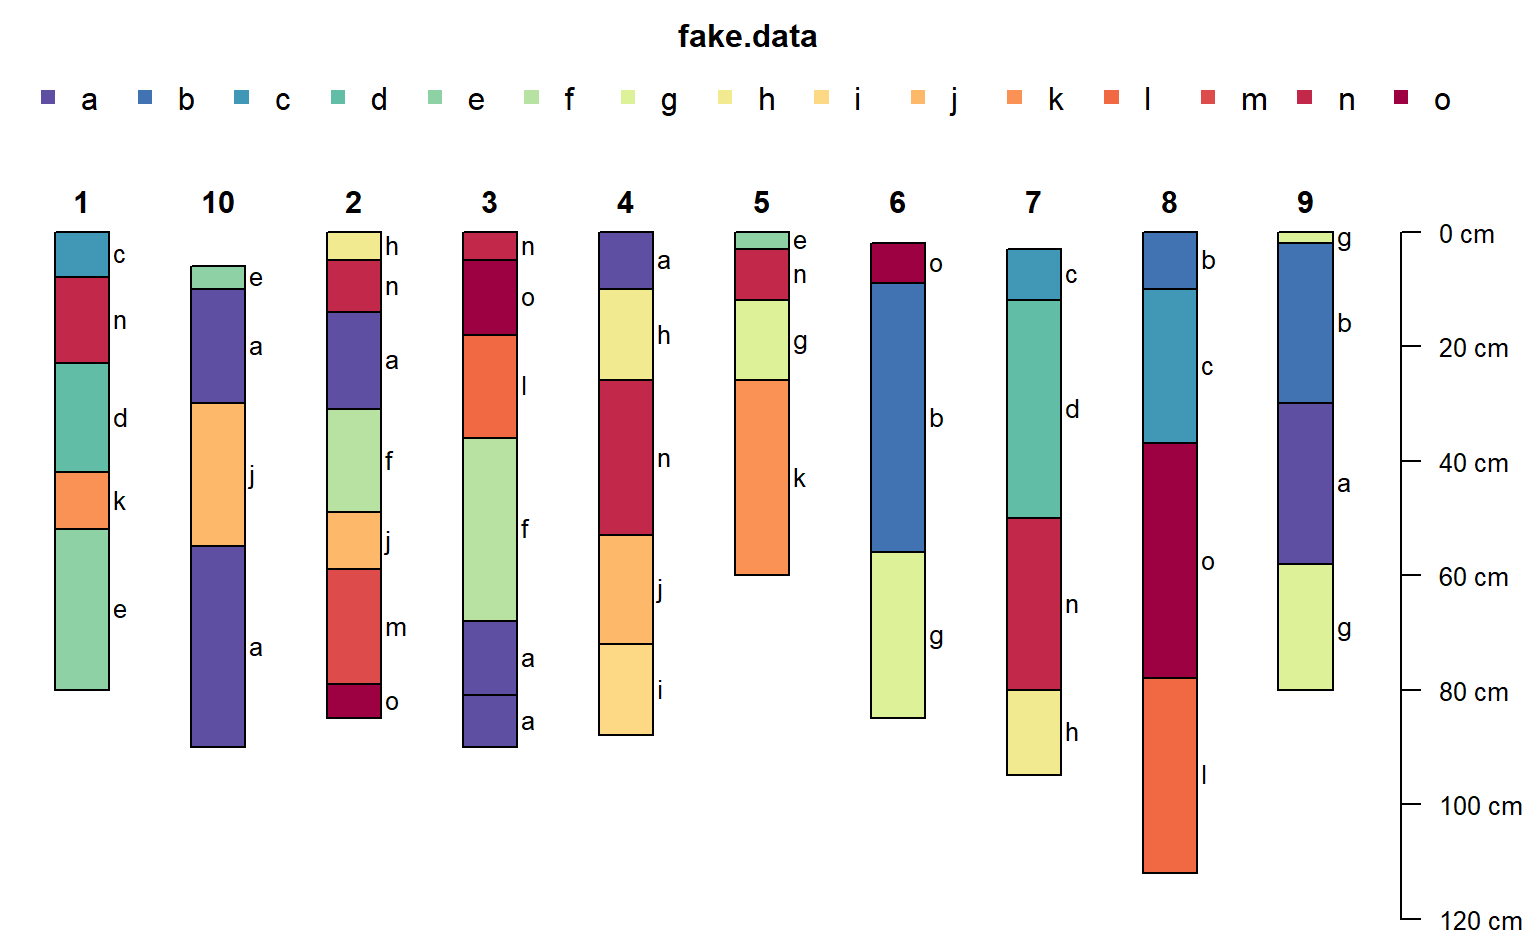 fake.data
a b c d e f g h i j k l m n o
1 10 2 3 4 5 6 7 8 9
c
n
d
k
e
e
a
j
a
h
n
a
f
j
m
o
n
o
l
f
a
a
a
h
n
j
i
e
n
g
k
o
b
g
c
d
n
h
b
c
o
l
g
b
a
g
0 cm
20 cm
40 cm
60 cm
80 cm
100 cm
120 cm